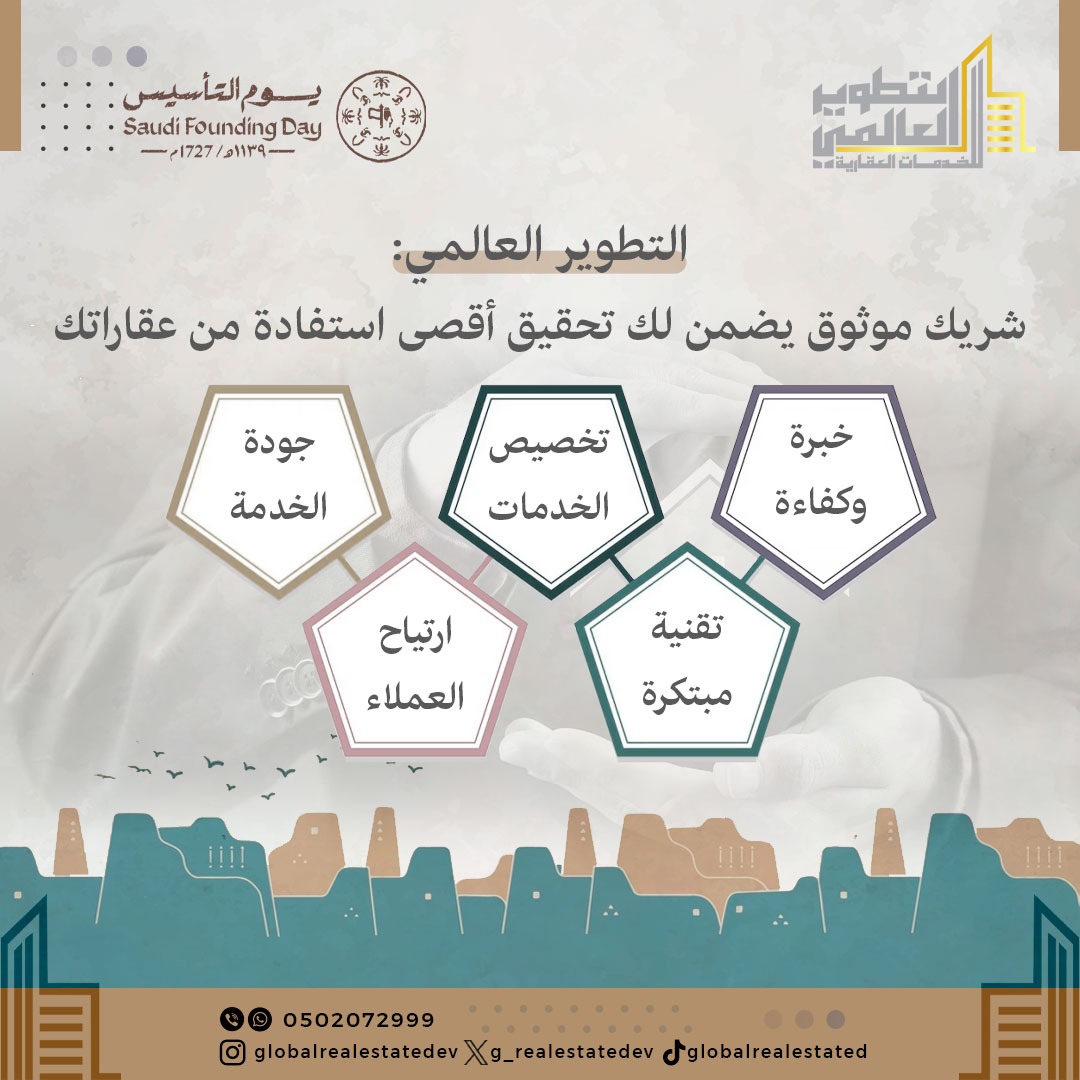 يوم التأسيس
Saudi Founding Day
١١٣٩هـ / 1727م
التطوير
العالمي
للخدمات العقارية
التطوير العالمي:
شريك موثوق يضمن لك تحقيق أقصى استفادة من عقاراتك
خبرة
وكفاءة
تخصيص
الخدمات
جودة
الخدمة
تقنية
مبتكرة
ارتياح
العملاء
0502072999
globalrealestatedev g_realestatedev globalrealestated